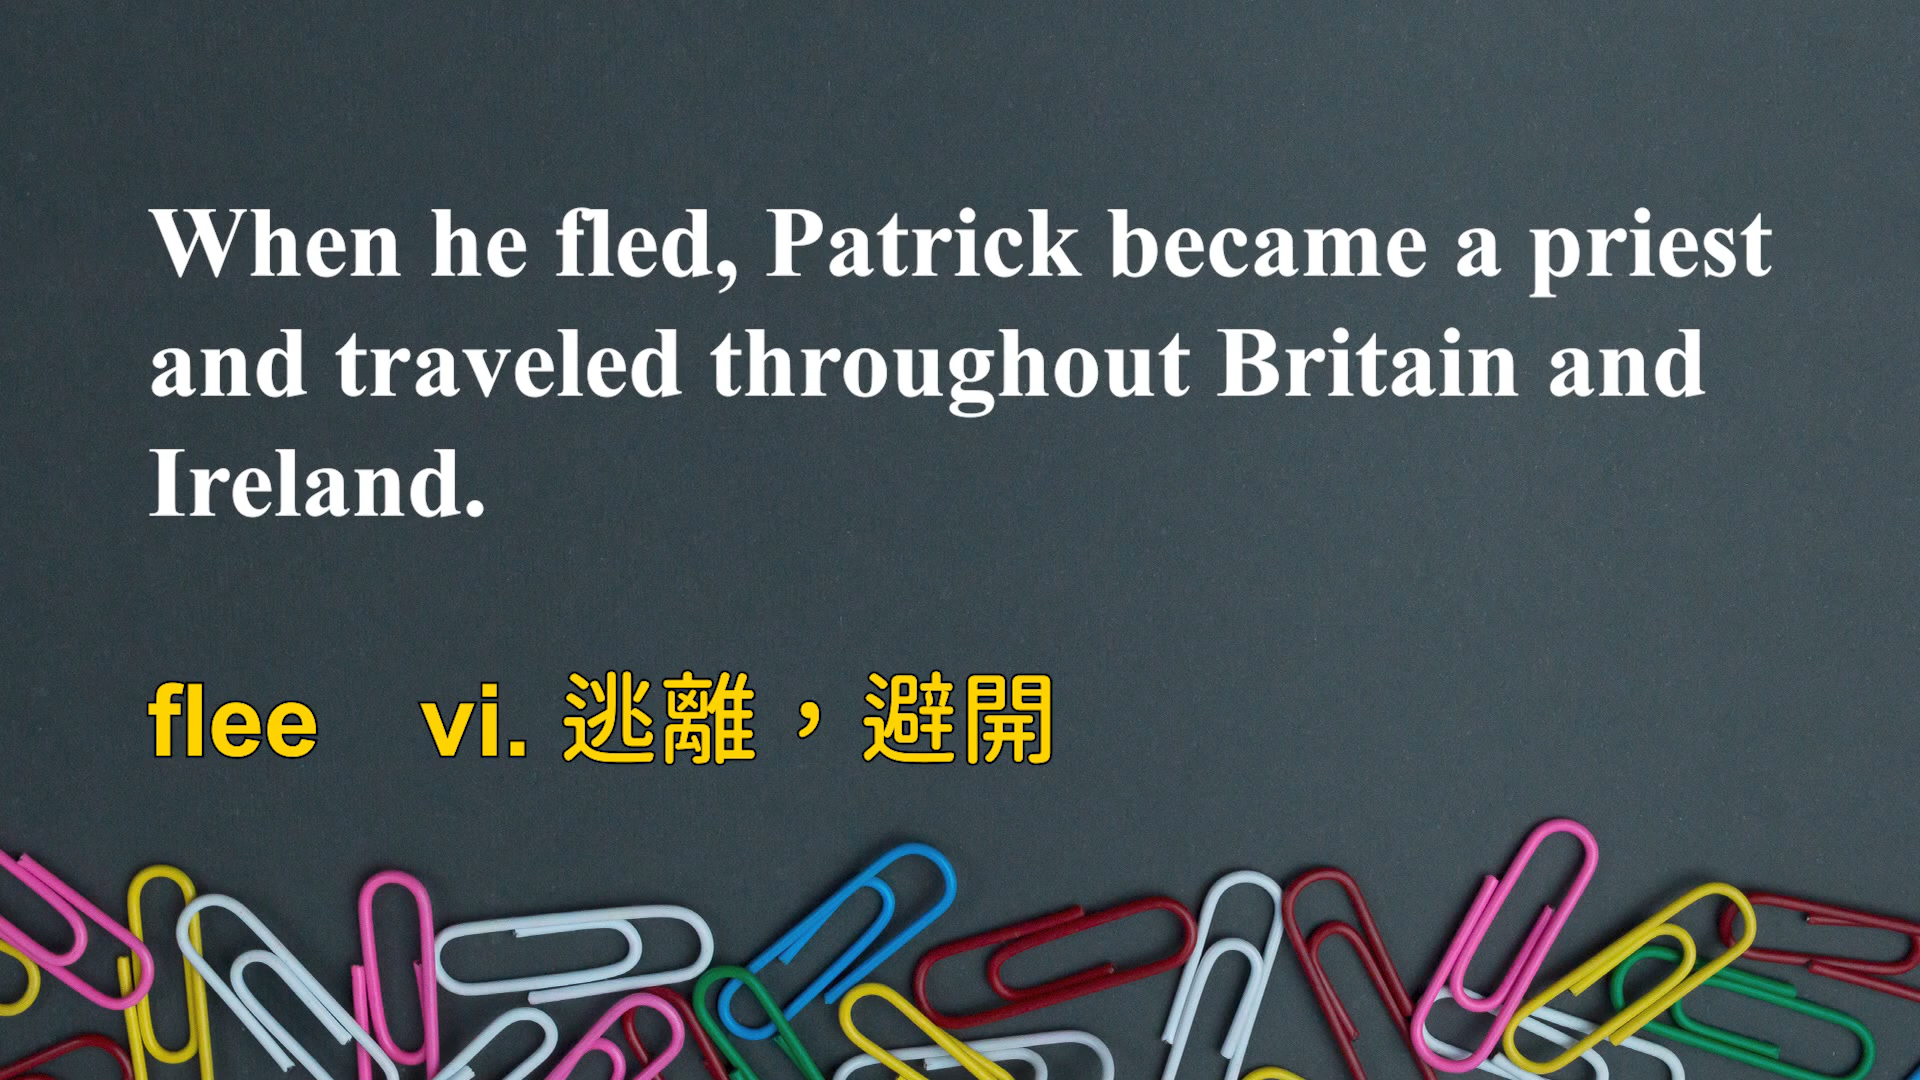 When he fled, Patrick became a priest
and traveled throughout Britain and
Ireland.
flee vi. 逃離，避開